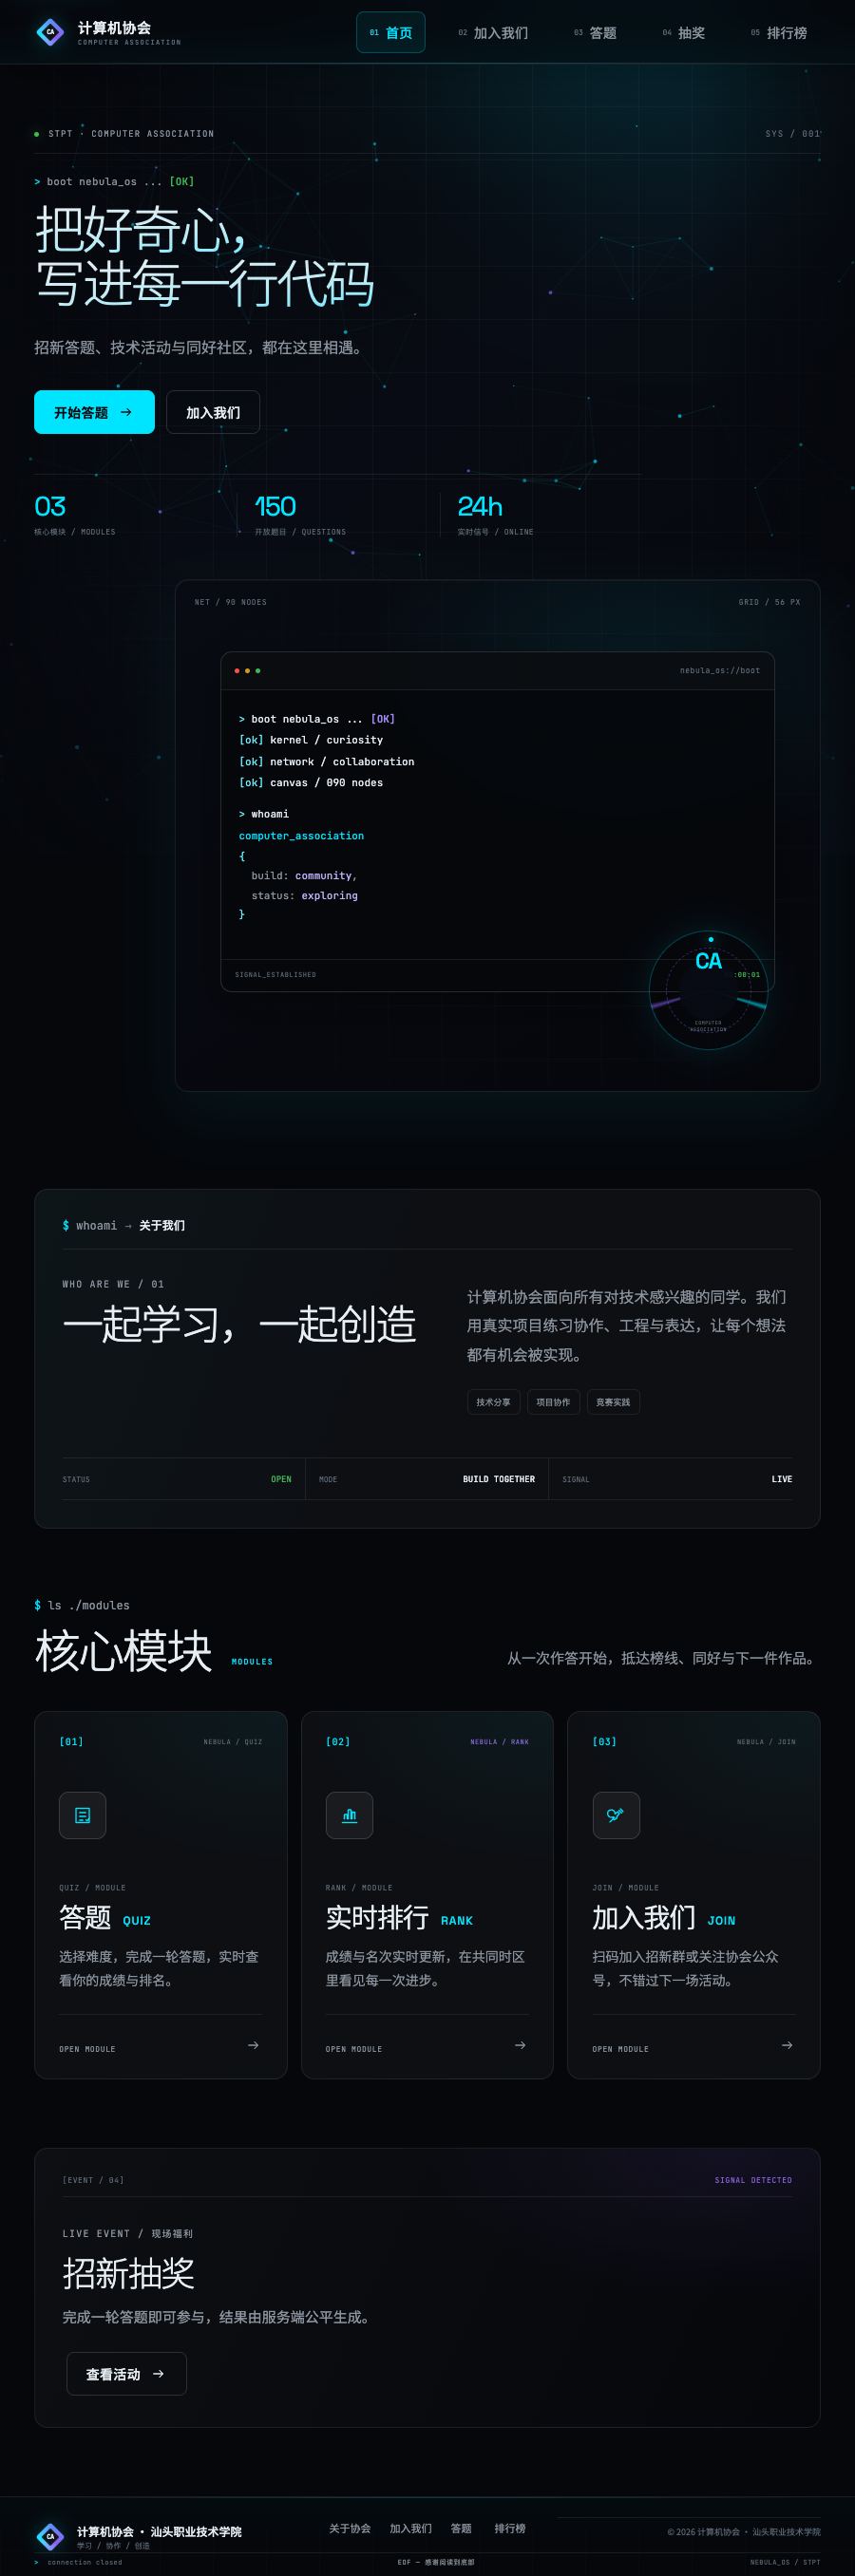 计算机协会
COMPUTER ASSOCIATION
01 首页
02 加入我们
03 答题
04 抽奖
05 排行榜
STPT · COMPUTER ASSOCIATION
SYS / 001
> boot nebula_os ... [OK]
把好奇心，
写进每一行代码
招新答题、技术活动与同好社区，都在这里相遇。
开始答题 →
加入我们
03
核心模块 / MODULES
150
开放题目 / QUESTIONS
24h
实时信号 / ONLINE
NET / 90 NODES
GRID / 56 PX
nebula_os://boot
> boot nebula_os ... [OK]
[ok] kernel / curiosity
[ok] network / collaboration
[ok] canvas / 090 nodes
> whoami
computer_association
{
build: community,
status: exploring
}
SIGNAL_ESTABLISHED
:08:01
CA
COMPUTER
ASSOCIATION
$ whoami → 关于我们
WHO ARE WE / 01
一起学习，一起创造
计算机协会面向所有对技术感兴趣的同学。我们
用真实项目练习协作、工程与表达，让每个想法
都有机会被实现。
技术分享
项目协作
竞赛实践
STATUS OPEN
MODE BUILD TOGETHER
SIGNAL LIVE
$ ls ./modules
核心模块 MODULES
从一次作答开始，抵达榜线、同好与下一件作品。
[01] NEBULA / QUIZ
QUIZ / MODULE
答题 QUIZ
选择难度，完成一轮答题，实时查
看你的成绩与排名。
OPEN MODULE →
[02] NEBULA / RANK
RANK / MODULE
实时排行 RANK
成绩与名次实时更新，在共同时区
里看见每一次进步。
OPEN MODULE →
[03] NEBULA / JOIN
JOIN / MODULE
加入我们 JOIN
扫码加入招新群或关注协会公众
号，不错过下一场活动。
OPEN MODULE →
[EVENT / 04]
SIGNAL DETECTED
LIVE EVENT / 现场福利
招新抽奖
完成一轮答题即可参与，结果由服务端公平生成。
查看活动 →
CA
计算机协会 · 汕头职业技术学院
学习 / 协作 / 创造
关于协会
加入我们
答题
排行榜
© 2026 计算机协会 · 汕头职业技术学院
> connection closed
EOF — 感谢阅读到底部
NEBULA_OS / STPT